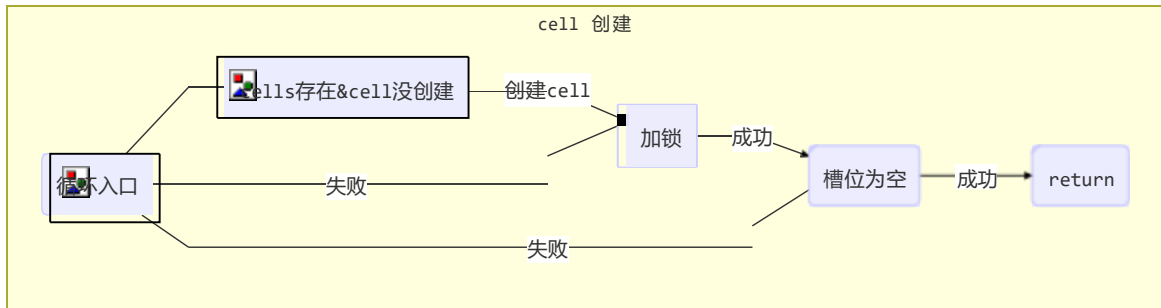 cell 创建
ells存在&cell没创建
创建cell
加锁
成功
循环入口
失败
槽位为空
成功
return
失败